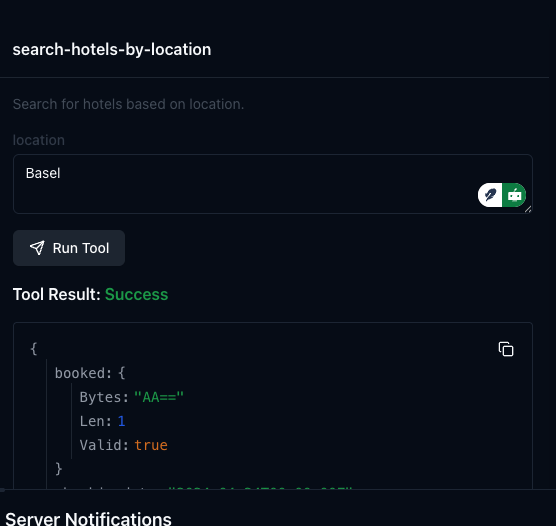 search-hotels-by-location
Search for hotels based on location.
location
Basel
Run Tool
Tool Result: Success
{
booked: {
Bytes: "AA=="
Len: 1
Valid: true
}
Server Notifications